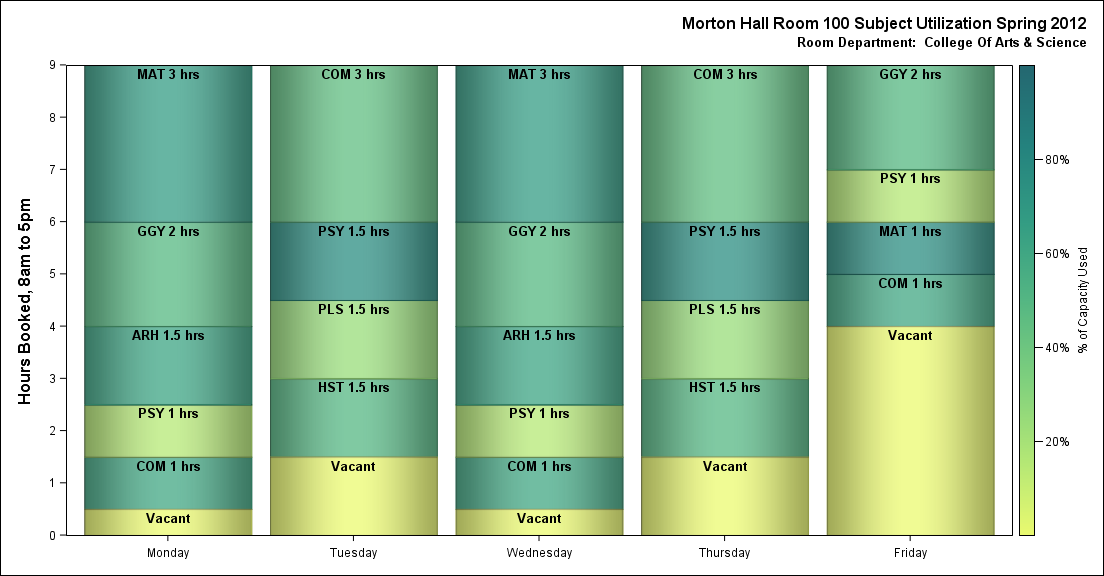 Morton Hall Room 100 Subject Utilization Spring 2012
Room Department:  College Of Arts & Science
Hours Booked, 8am to 5pm
9
8
7
6
5
4
3
2
1
0
MAT 3 hrs
GGY 2 hrs
ARH 1.5 hrs
PSY 1 hrs
COM 1 hrs
Vacant
Monday
COM 3 hrs
PSY 1.5 hrs
PLS 1.5 hrs
HST 1.5 hrs
Vacant
Tuesday
MAT 3 hrs
GGY 2 hrs
ARH 1.5 hrs
PSY 1 hrs
COM 1 hrs
Vacant
Wednesday
COM 3 hrs
PSY 1.5 hrs
PLS 1.5 hrs
HST 1.5 hrs
Vacant
Thursday
GGY 2 hrs
PSY 1 hrs
MAT 1 hrs
COM 1 hrs
Vacant
Friday
80%
60%
40%
20%
% of Capacity Used